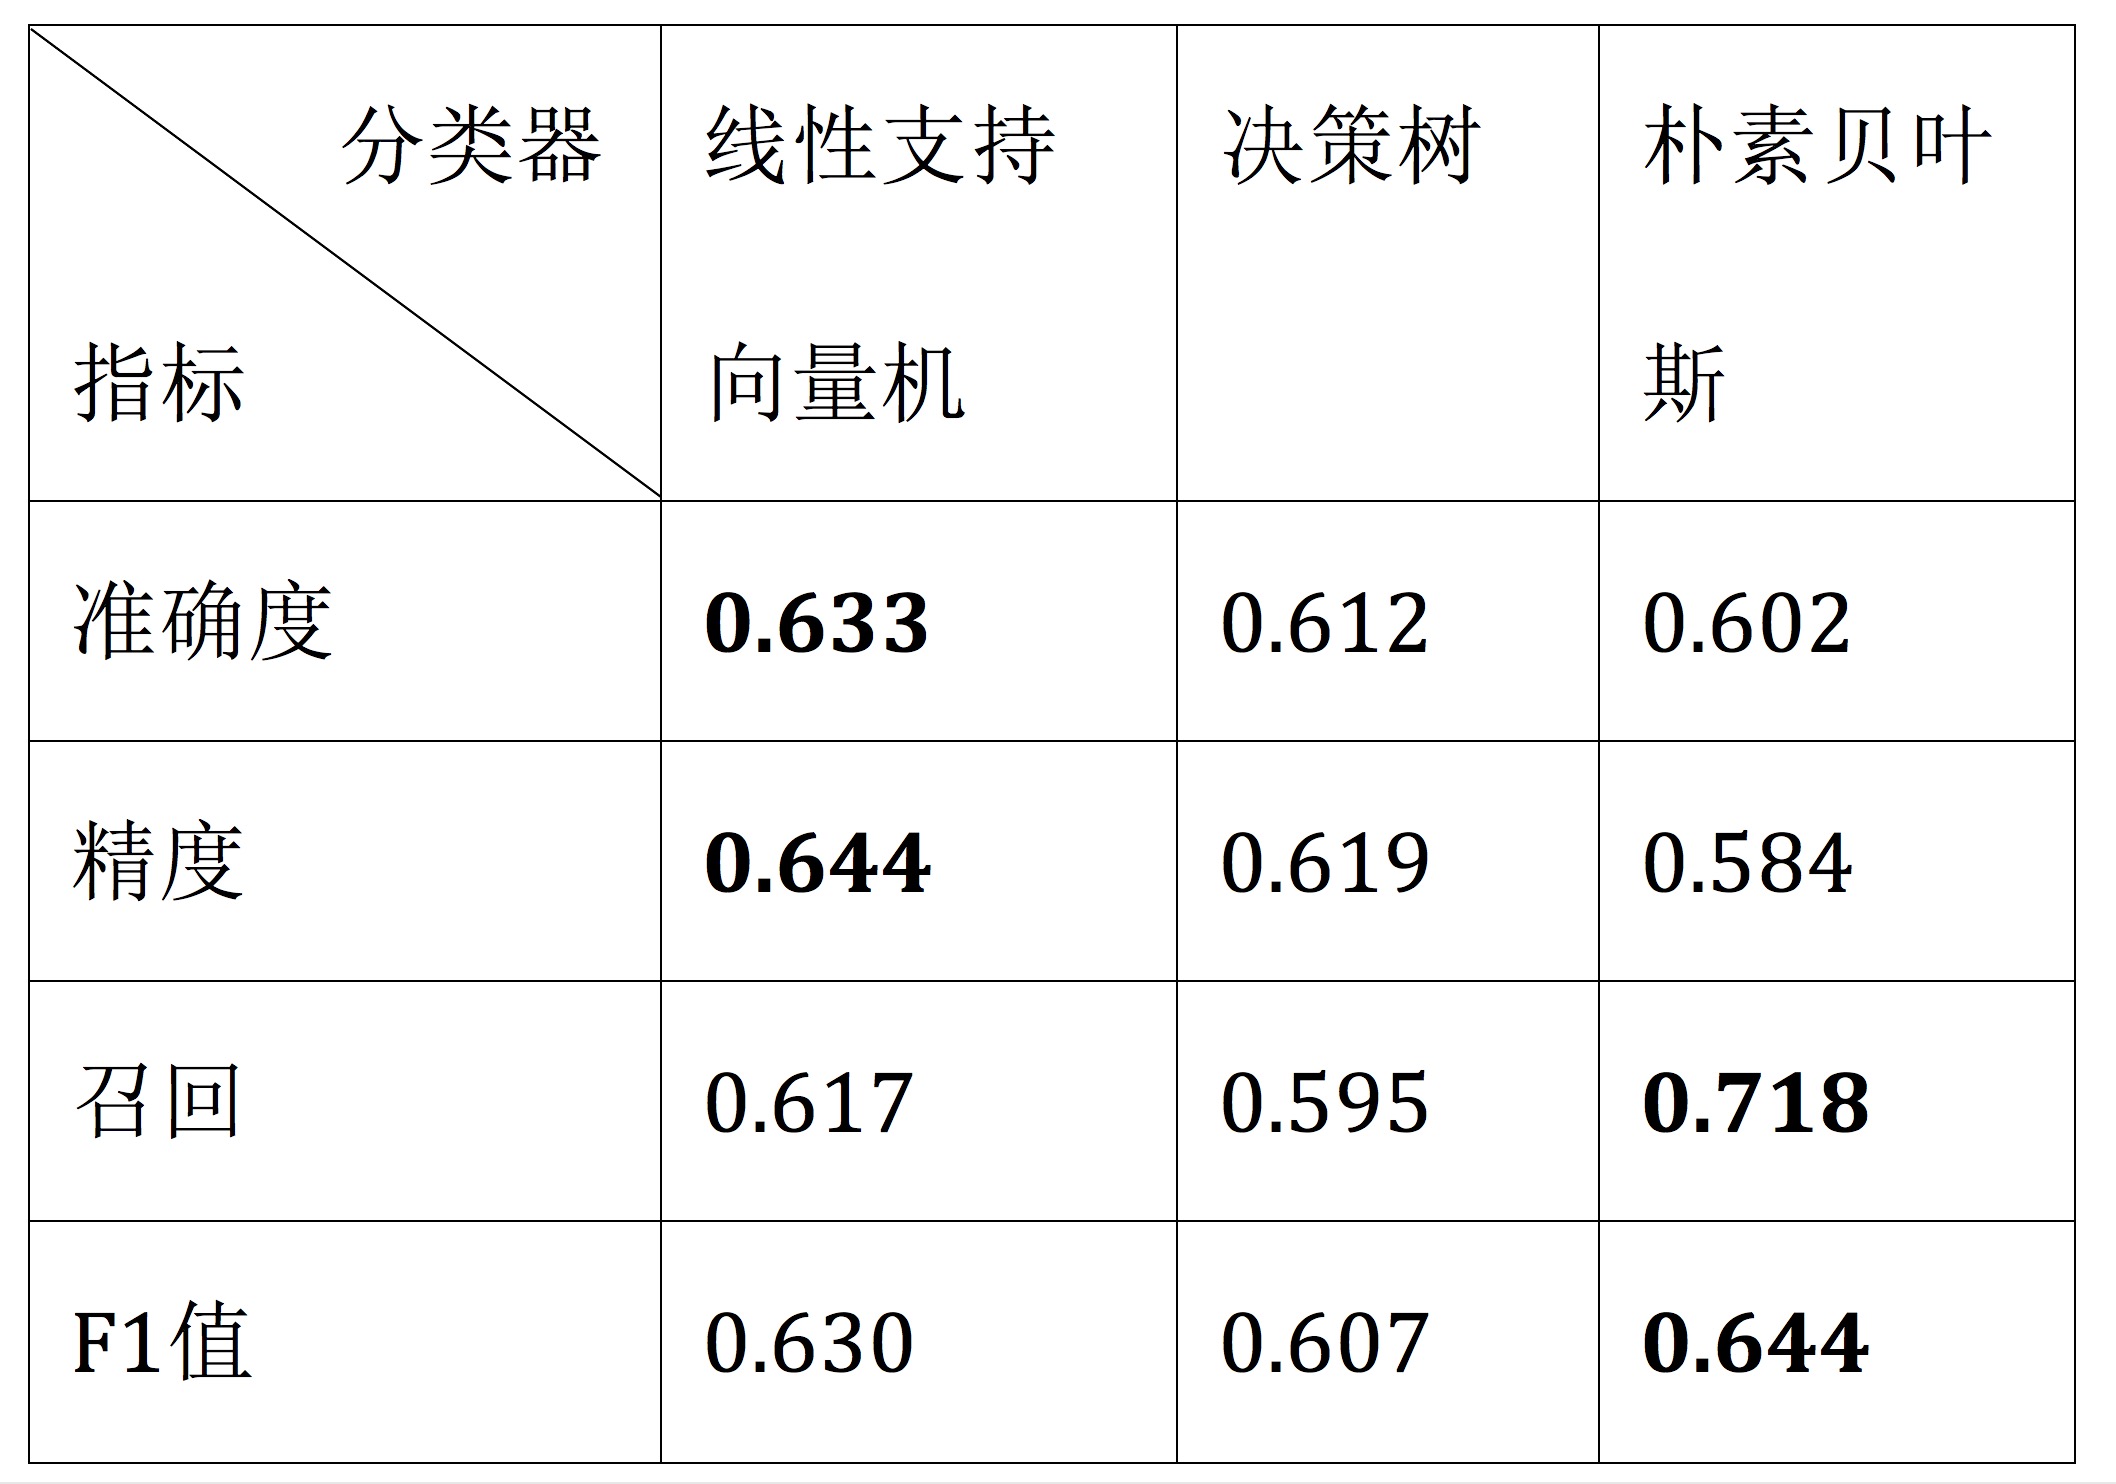 分类器 线性支持 决策树 朴素贝叶
指标 向量机 斯
准确度 0.633 0.612 0.602
精度 0.644 0.619 0.584
召回 0.617 0.595 0.718
F1值 0.630 0.607 0.644